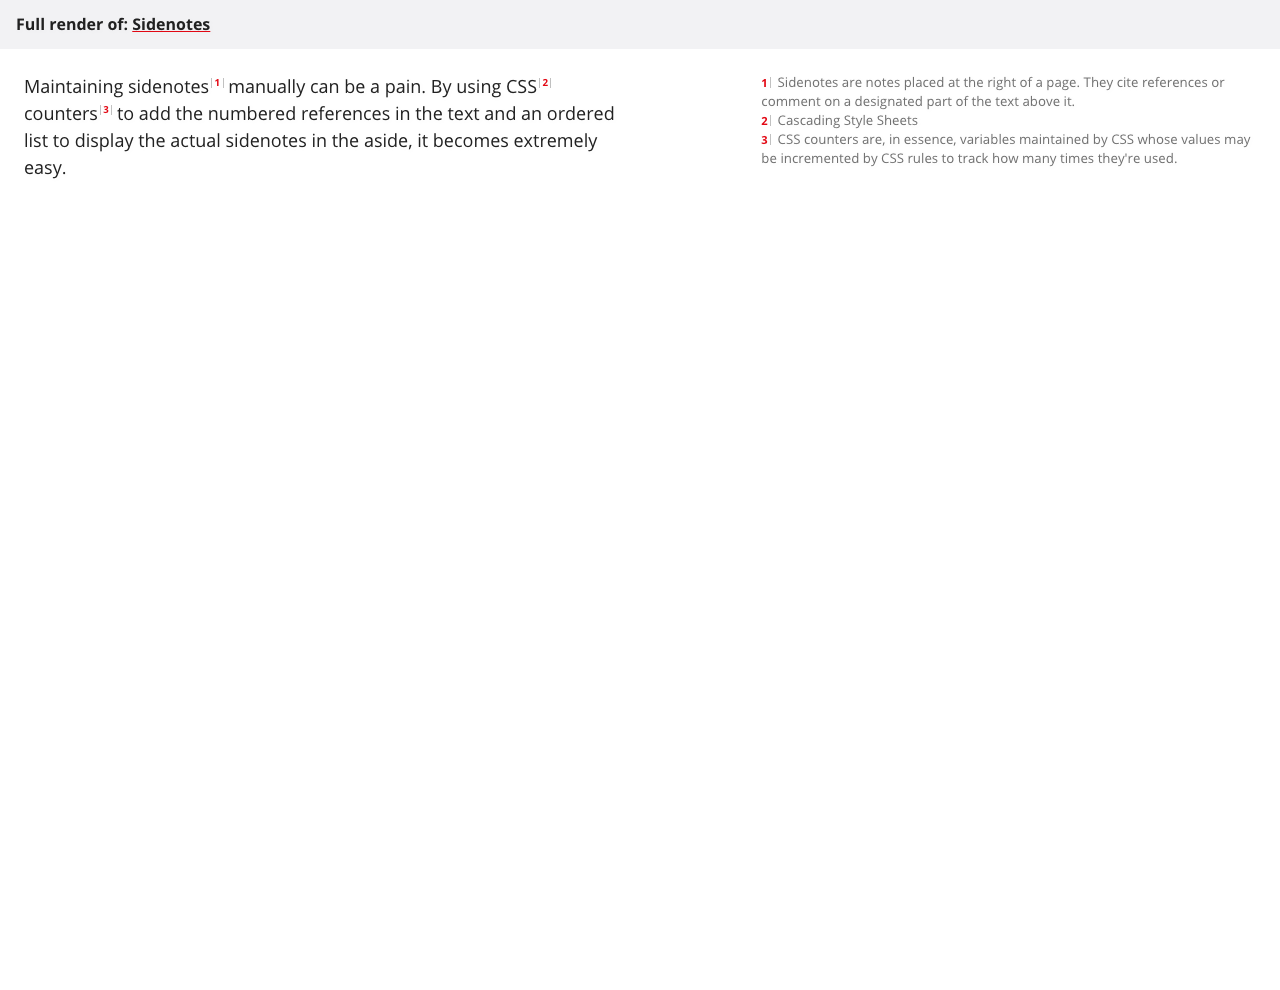 Full render of: Sidenotes
Maintaining sidenotes|1| manually can be a pain. By using CSS|2|
counters|3| to add the numbered references in the text and an ordered
list to display the actual sidenotes in the aside, it becomes extremely
easy.
1| Sidenotes are notes placed at the right of a page. They cite references or
comment on a designated part of the text above it.
2| Cascading Style Sheets
3| CSS counters are, in essence, variables maintained by CSS whose values may
be incremented by CSS rules to track how many times they're used.